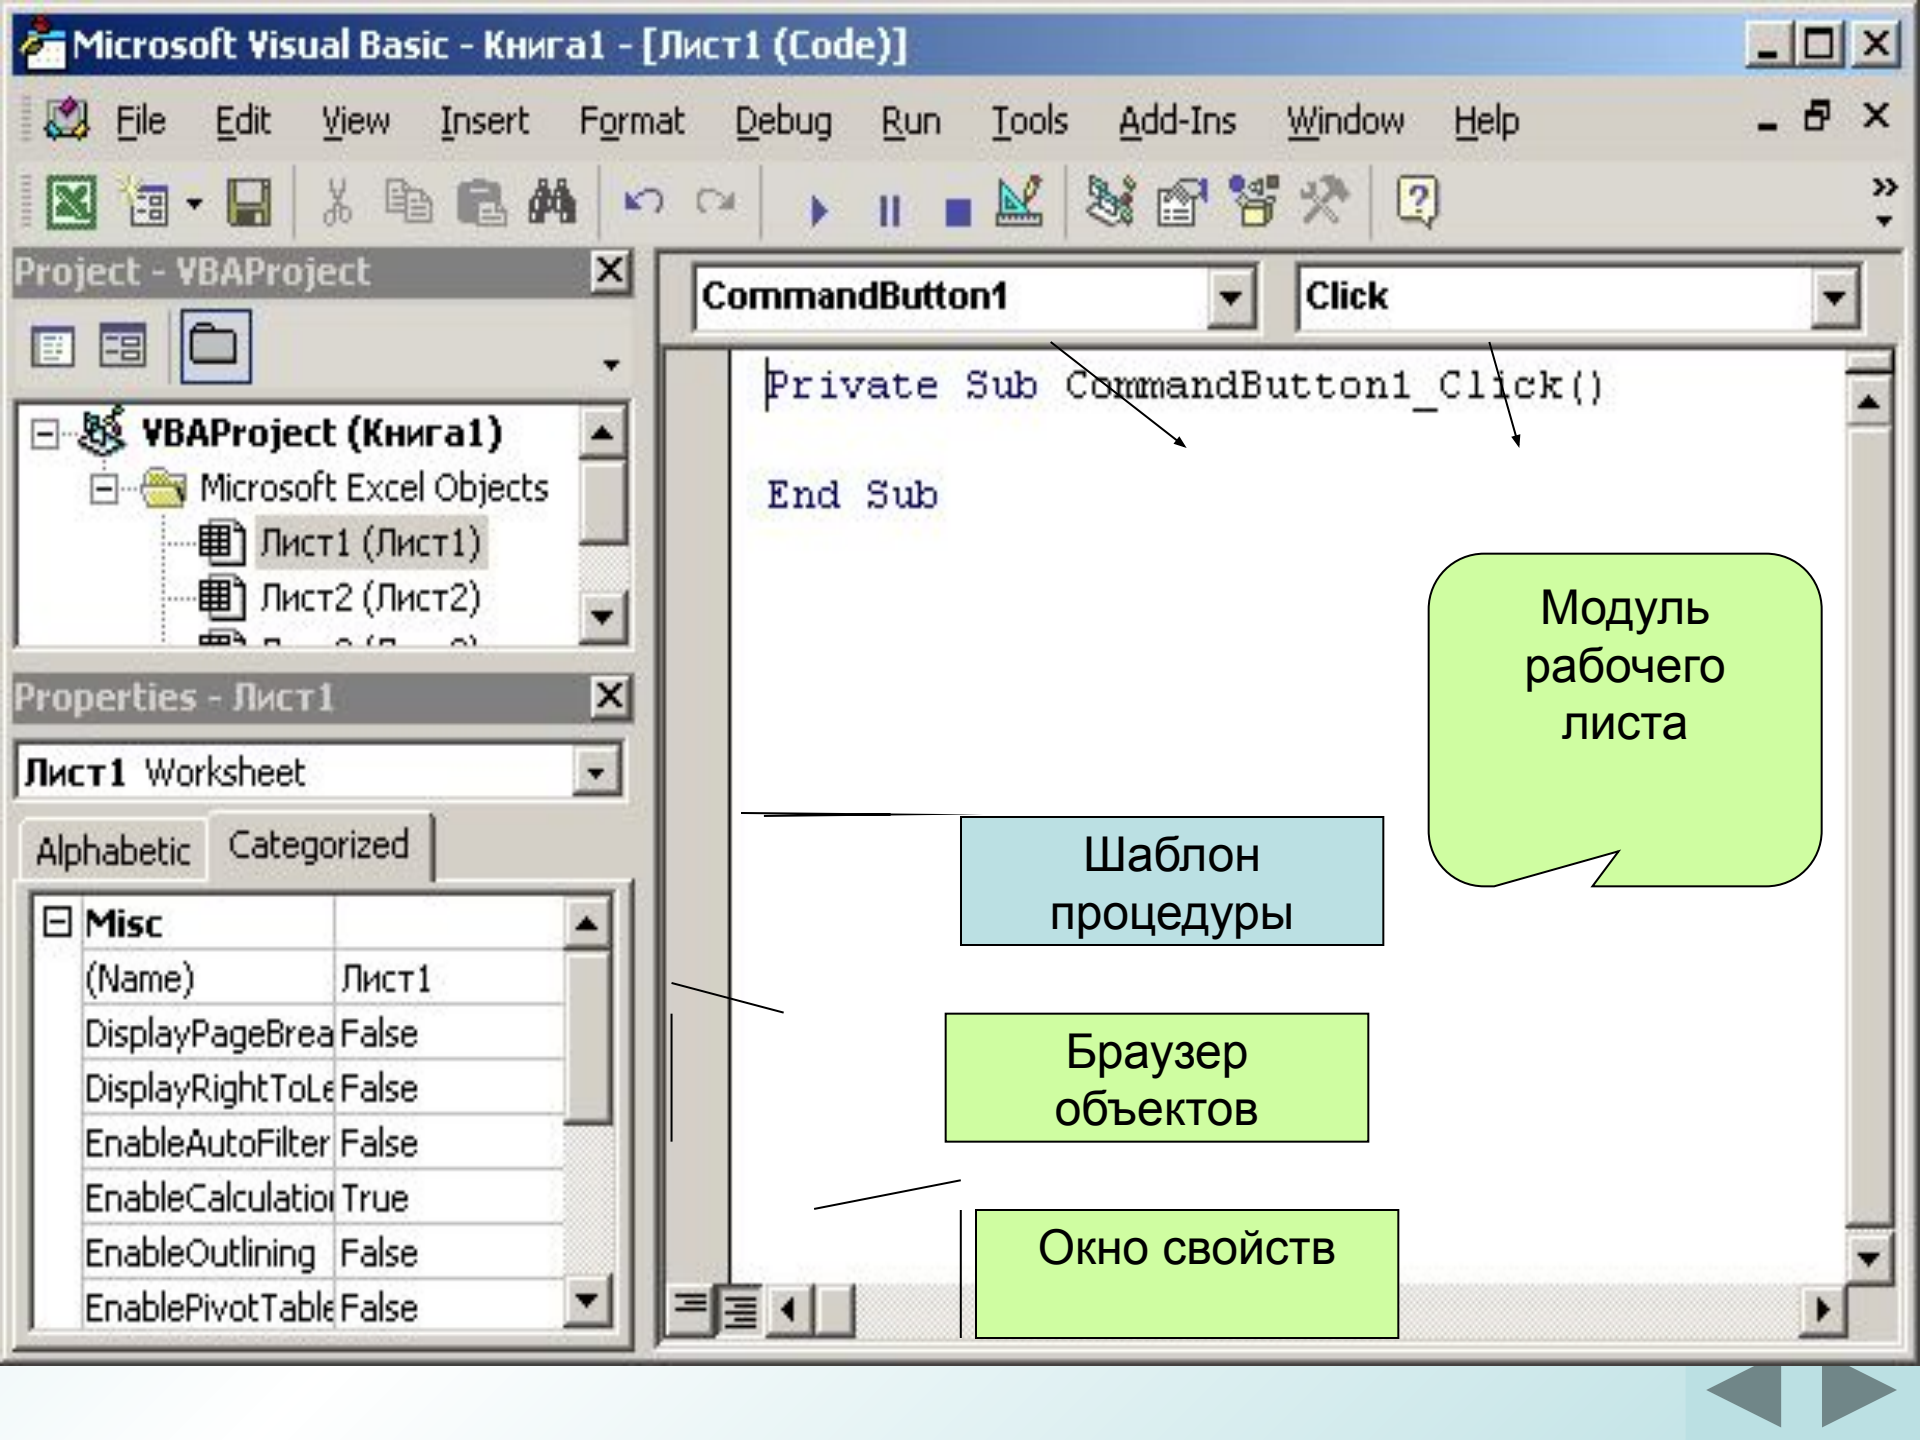 Microsoft Visual Basic - Книга1 - [Лист1 (Code)]
File Edit View Insert Format Debug Run Tools Add-Ins Window Help
Project - VBAProject
CommandButton1 Click
VBAProject (Книга1)
Microsoft Excel Objects
Лист1 (Лист1)
Лист2 (Лист2)
Private Sub CommandButton1_Click()
End Sub
Модуль
рабочего
листа
Properties - Лист1
Лист1 Worksheet
Alphabetic Categorized
Misc
(Name) Лист1
DisplayPageBrea False
DisplayRightToLe False
EnableAutoFilter False
EnableCalculation True
EnableOutlining False
EnablePivotTable False
Шаблон
процедуры
Браузер
объектов
Окно свойств